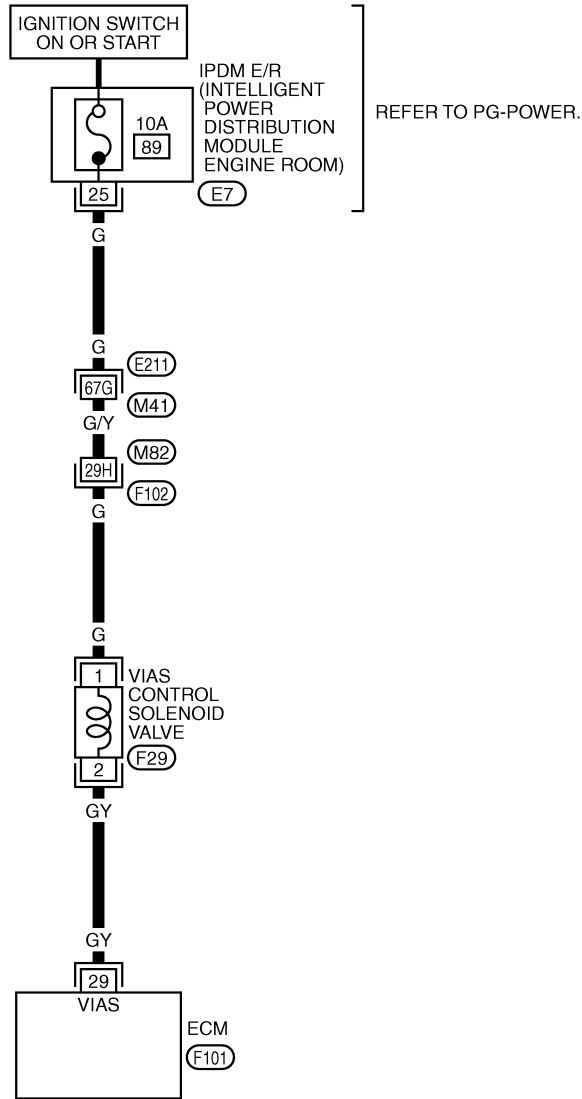 IGNITION SWITCH
ON OR START
IPDM E/R
(INTELLIGENT
POWER
DISTRIBUTION
MODULE
ENGINE ROOM)
REFER TO PG-POWER.
10A
89
25
E7
G
G
E211
67G
M41
G/Y
M82
29H
F102
G
G
1
VIAS
CONTROL
SOLENOID
VALVE
F29
2
GY
GY
29
VIAS
ECM
F101